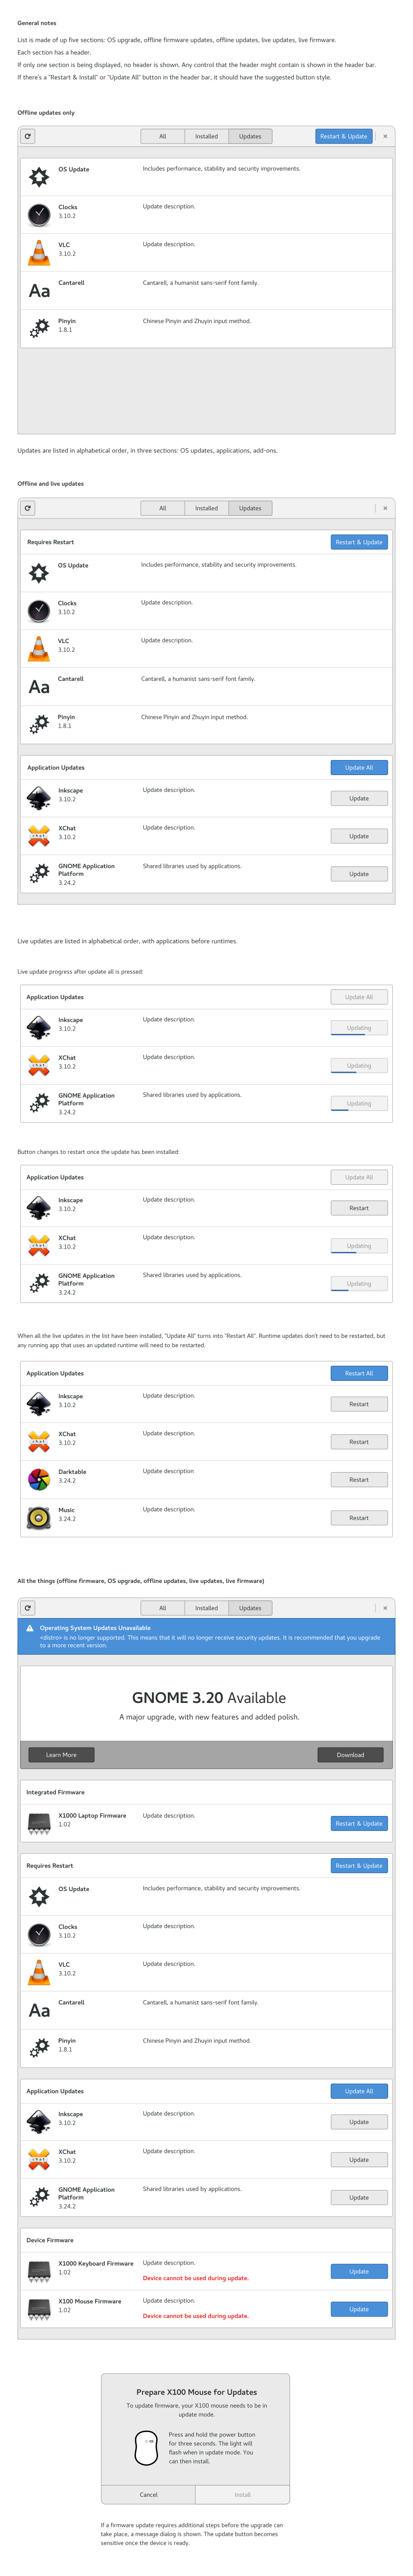 General notes
List is made of up five sections: OS upgrade, offline firmware updates, offline updates, live updates, live firmware.
Each section has a header.
If only one section is being displayed, no header is shown. Any control that the header might contain is shown in the header bar.
If there's a "Restart & Install" or "Update All" button in the header bar, it should have the suggested button style.
Offline updates only
All Installed Updates Restart & Update
OS Update Includes performance, stability and security improvements.
Clocks Update description.
3.10.2
VLC Update description.
3.10.2
Aa Cantarell Cantarell, a humanist sans-serif font family.
Pinyin Chinese Pinyin and Zhuyin input method.
1.8.1
Updates are listed in alphabetical order, in three sections: OS updates, applications, add-ons.
Offline and live updates
All Installed Updates
Requires Restart Restart & Update
OS Update Includes performance, stability and security improvements.
Clocks Update description.
3.10.2
VLC Update description.
3.10.2
Aa Cantarell Cantarell, a humanist sans-serif font family.
Pinyin Chinese Pinyin and Zhuyin input method.
1.8.1
Application Updates Update All
Inkscape Update description.
3.10.2 Update
XChat Update description.
chat 3.10.2 Update
GNOME Application Shared libraries used by applications.
Platform Update
3.24.2
Live updates are listed in alphabetical order, with applications before runtimes.
Live update progress after update all is pressed:
Application Updates Update All
Inkscape Update description.
3.10.2 Updating
XChat Update description.
chat 3.10.2 Updating
GNOME Application Shared libraries used by applications.
Platform Updating
3.24.2
Button changes to restart once the update has been installed:
Application Updates Update All
Inkscape Update description.
3.10.2 Restart
XChat Update description.
chat 3.10.2 Updating
GNOME Application Shared libraries used by applications.
Platform Updating
3.24.2
When all the live updates in the list have been installed, "Update All" turns into "Restart All". Runtime updates don't need to be restarted, but
any running app that uses an updated runtime will need to be restarted.
Application Updates Restart All
Inkscape Update description.
3.10.2 Restart
XChat Update description.
chat 3.10.2 Restart
Darktable Update description
3.24.2 Restart
Music Update description.
3.24.2 Restart
All the things (offline firmware, OS upgrade, offline updates, live updates, live firmware)
All Installed Updates
Operating System Updates Unavailable
<distro> is no longer supported. This means that it will no longer receive security updates. It is recommended that you upgrade
to a more recent version.
GNOME 3.20 Available
A major upgrade, with new features and added polish.
Learn More Download
Integrated Firmware
X1000 Laptop Firmware Update description.
1.02 Restart & Update
Requires Restart Restart & Update
OS Update Includes performance, stability and security improvements.
Clocks Update description.
3.10.2
VLC Update description.
3.10.2
Aa Cantarell Cantarell, a humanist sans-serif font family.
Pinyin Chinese Pinyin and Zhuyin input method.
1.8.1
Application Updates Update All
Inkscape Update description.
3.10.2 Update
XChat Update description.
chat 3.10.2 Update
GNOME Application Shared libraries used by applications.
Platform Update
3.24.2
Device Firmware
X1000 Keyboard Firmware Update description.
1.02 Update
Device cannot be used during update.
X100 Mouse Firmware Update description.
1.02 Update
Device cannot be used during update.
Prepare X100 Mouse for Updates
To update firmware, your X100 mouse needs to be in
update mode.
Press and hold the power button
for three seconds. The light will
flash when in update mode. You
can then install.
Cancel Install
If a firmware update requires additional steps before the upgrade can
take place, a message dialog is shown. The update button becomes
sensitive once the device is ready.